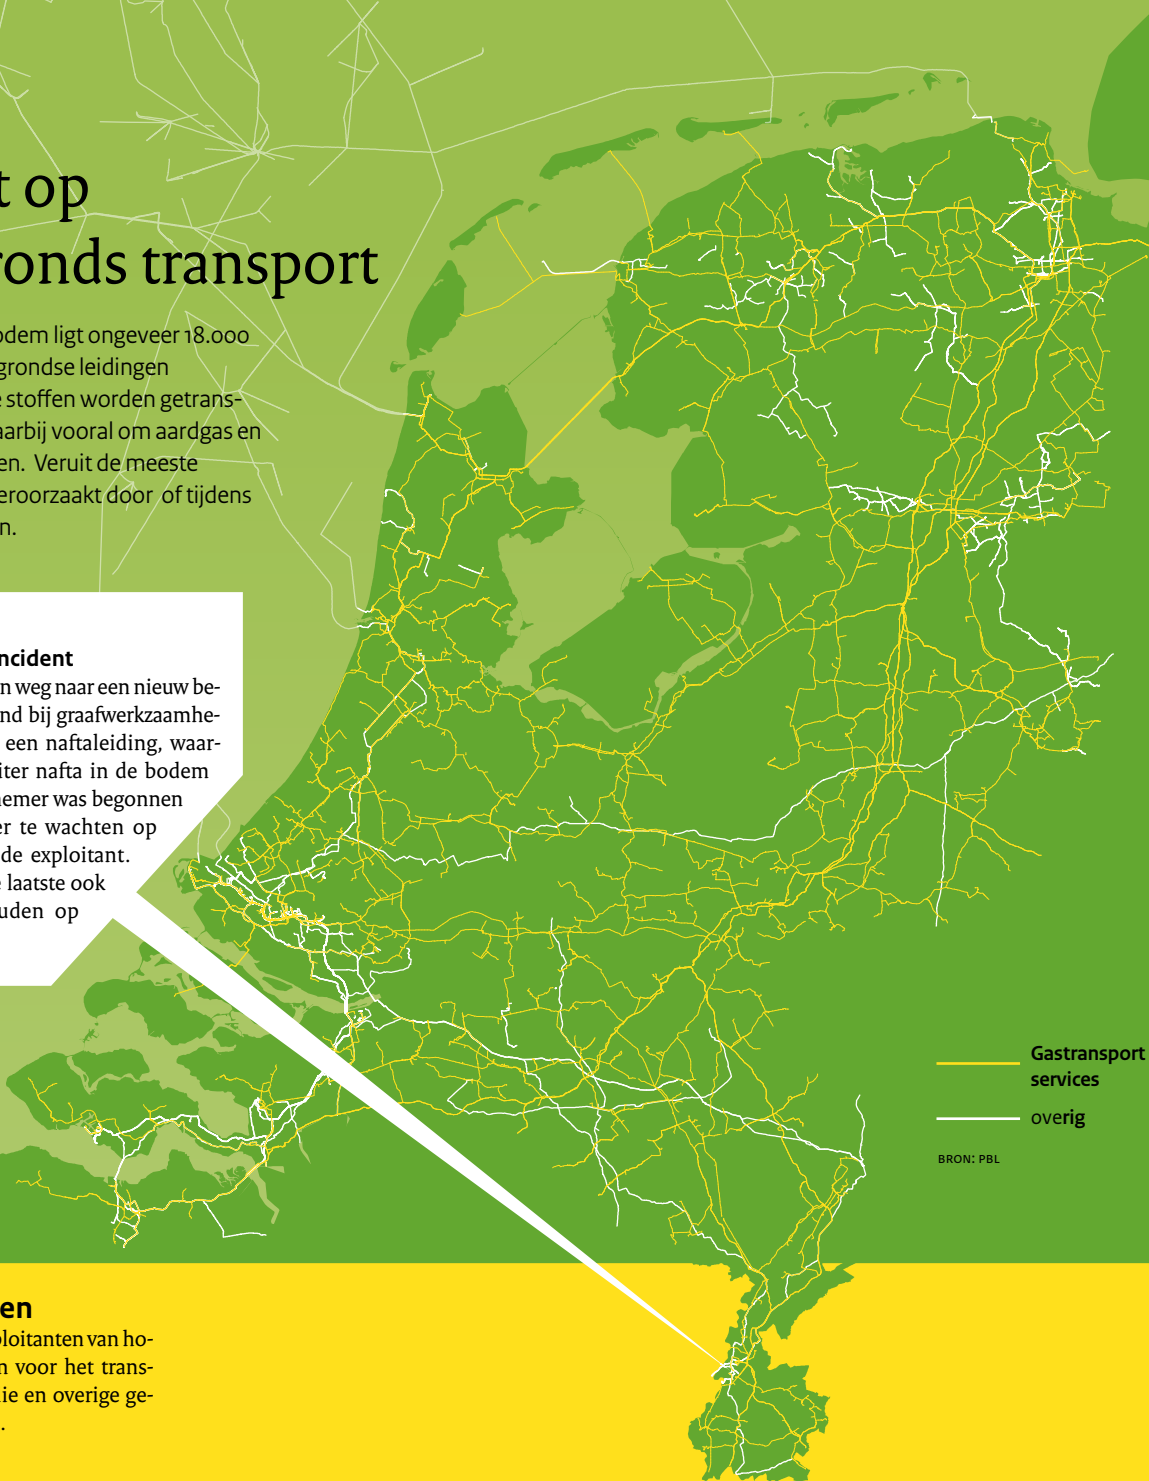 t op
ronds transport
odem ligt ongeveer 18.000
grondse leidingen
e stoffen worden getrans-
aarbij vooral om aardgas en
en. Veruit de meeste
eroorzaakt door of tijdens
n.
ncident
n weg naar een nieuw be-
nd bij graafwerkzaamhe-
een naftaleiding, waar-
iter nafta in de bodem
nemer was begonnen
er te wachten op
de exploitant.
e laatste ook
uden op
Gastransport
services
overig
BRON: PBL
en
ploitanten van ho-
n voor het trans-
ie en overige ge-
.